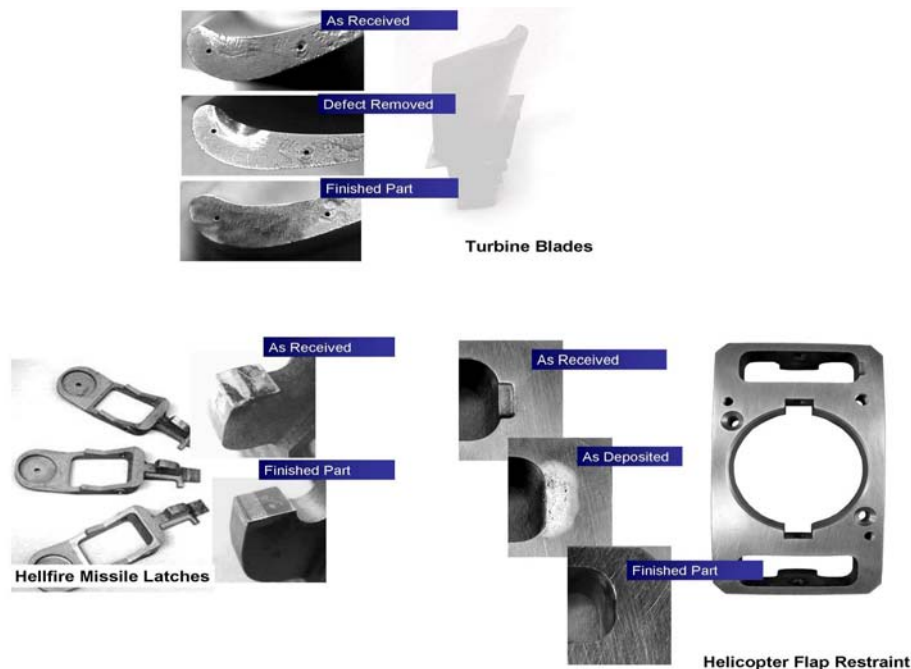 As Received
Defect Removed
Finished Part
Turbine Blades
As Received
Finished Part
Hellfire Missile Latches
As Received
As Deposited
Finished Part
Helicopter Flap Restraint